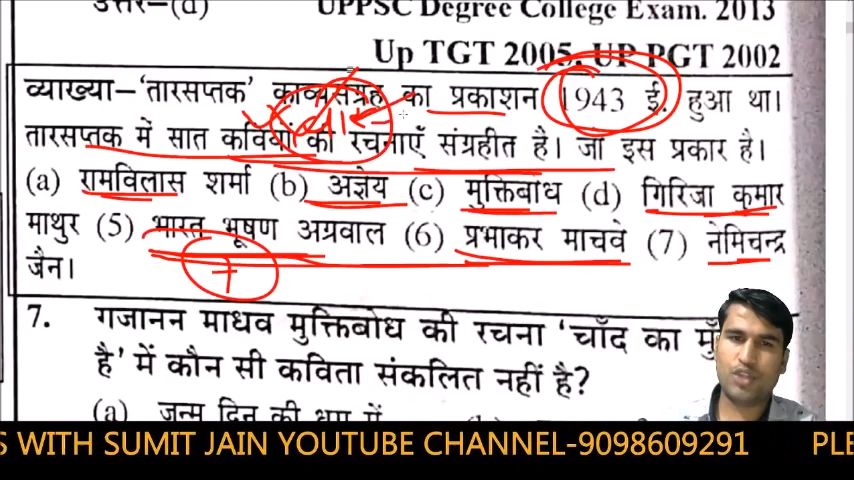 उत्तर-(d)
UPPSC Degree College Exam. 2013
Up TGT 2005, UP PGT 2002
व्याख्या–'तारसप्तक' काव्यसंग्रह का प्रकाशन 1943 ई. हुआ था।
तारसप्तक में सात कवियों की रचनाएँ संग्रहीत है। जो इस प्रकार है।
(a) रामविलास शर्मा (b) अज्ञेय (c) मुक्तिबोध (d) गिरिजा कुमार
माथुर (5) भारत भूषण अग्रवाल (6) प्रभाकर माचवे (7) नेमिचन्द्र
जैन।
7
7. गजानन माधव मुक्तिबोध की रचना 'चाँद का
है' में कौन सी कविता संकलित नहीं है?
(a) जन्म दिन की
S WITH SUMIT JAIN YOUTUBE CHANNEL-9098609291 PLE